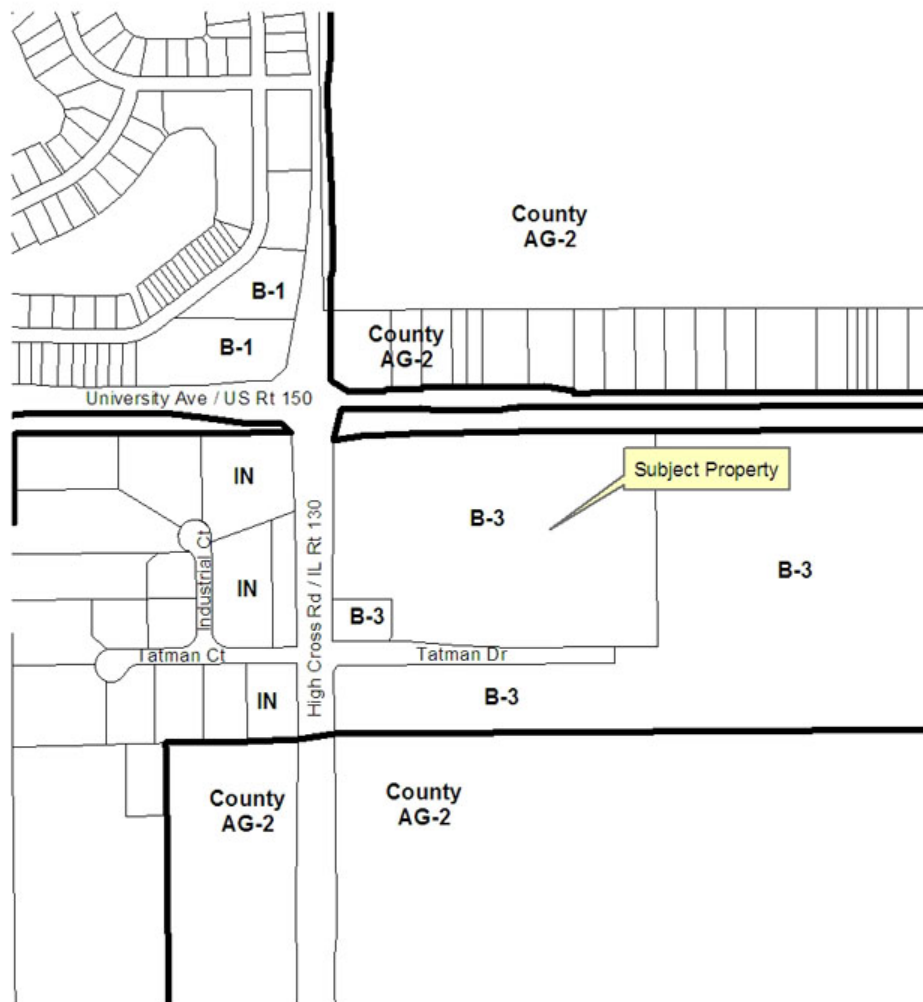 County
AG-2
B-1
County
AG-2
B-1
University Ave / US Rt 150
Subject Property
IN
B-3
High Cross Rd / IL Rt 130
Industrial Ct
B-3
IN
B-3
Tatman Ct
Tatman Dr
IN
B-3
County
AG-2
County
AG-2